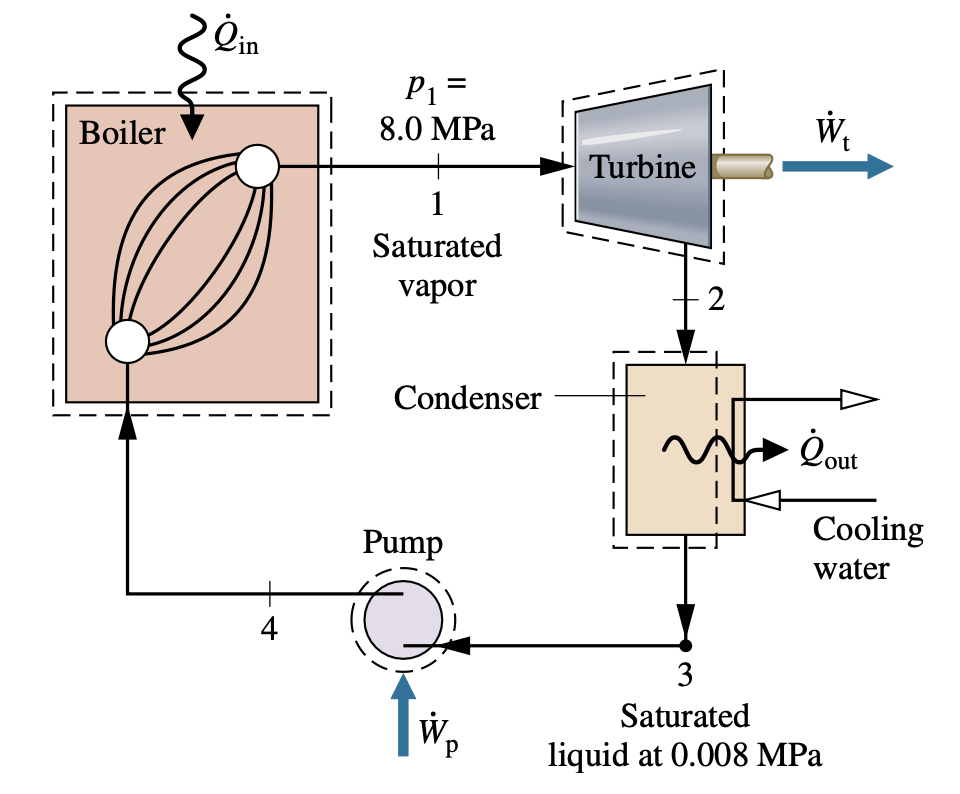 Q̇in
p1 =
8.0 MPa
Boiler
Turbine
Ẇt
1
Saturated
vapor
2
Condenser
Q̇out
Cooling
water
Pump
4
3
Ẇp
Saturated
liquid at 0.008 MPa